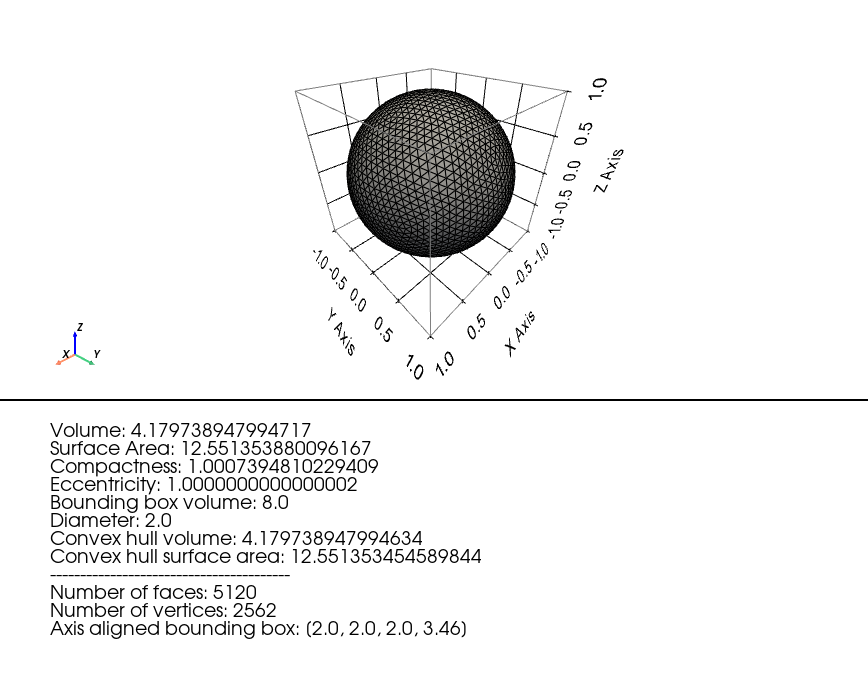 1.0
0.5
0.0
-0.5
-1.0
Z Axis
-1.0
-0.5
0.0
0.5
1.0
Y Axis
-1.0
-0.5
0.0
0.5
1.0
X Axis
Z
X
Y
Volume: 4.179738947994717
Surface Area: 12.551353880096167
Compactness: 1.0007394810229409
Eccentricity: 1.0000000000000002
Bounding box volume: 8.0
Diameter: 2.0
Convex hull volume: 4.179738947994634
Convex hull surface area: 12.551353454589844
----------------------------------------
Number of faces: 5120
Number of vertices: 2562
Axis aligned bounding box: (2.0, 2.0, 2.0, 3.46)